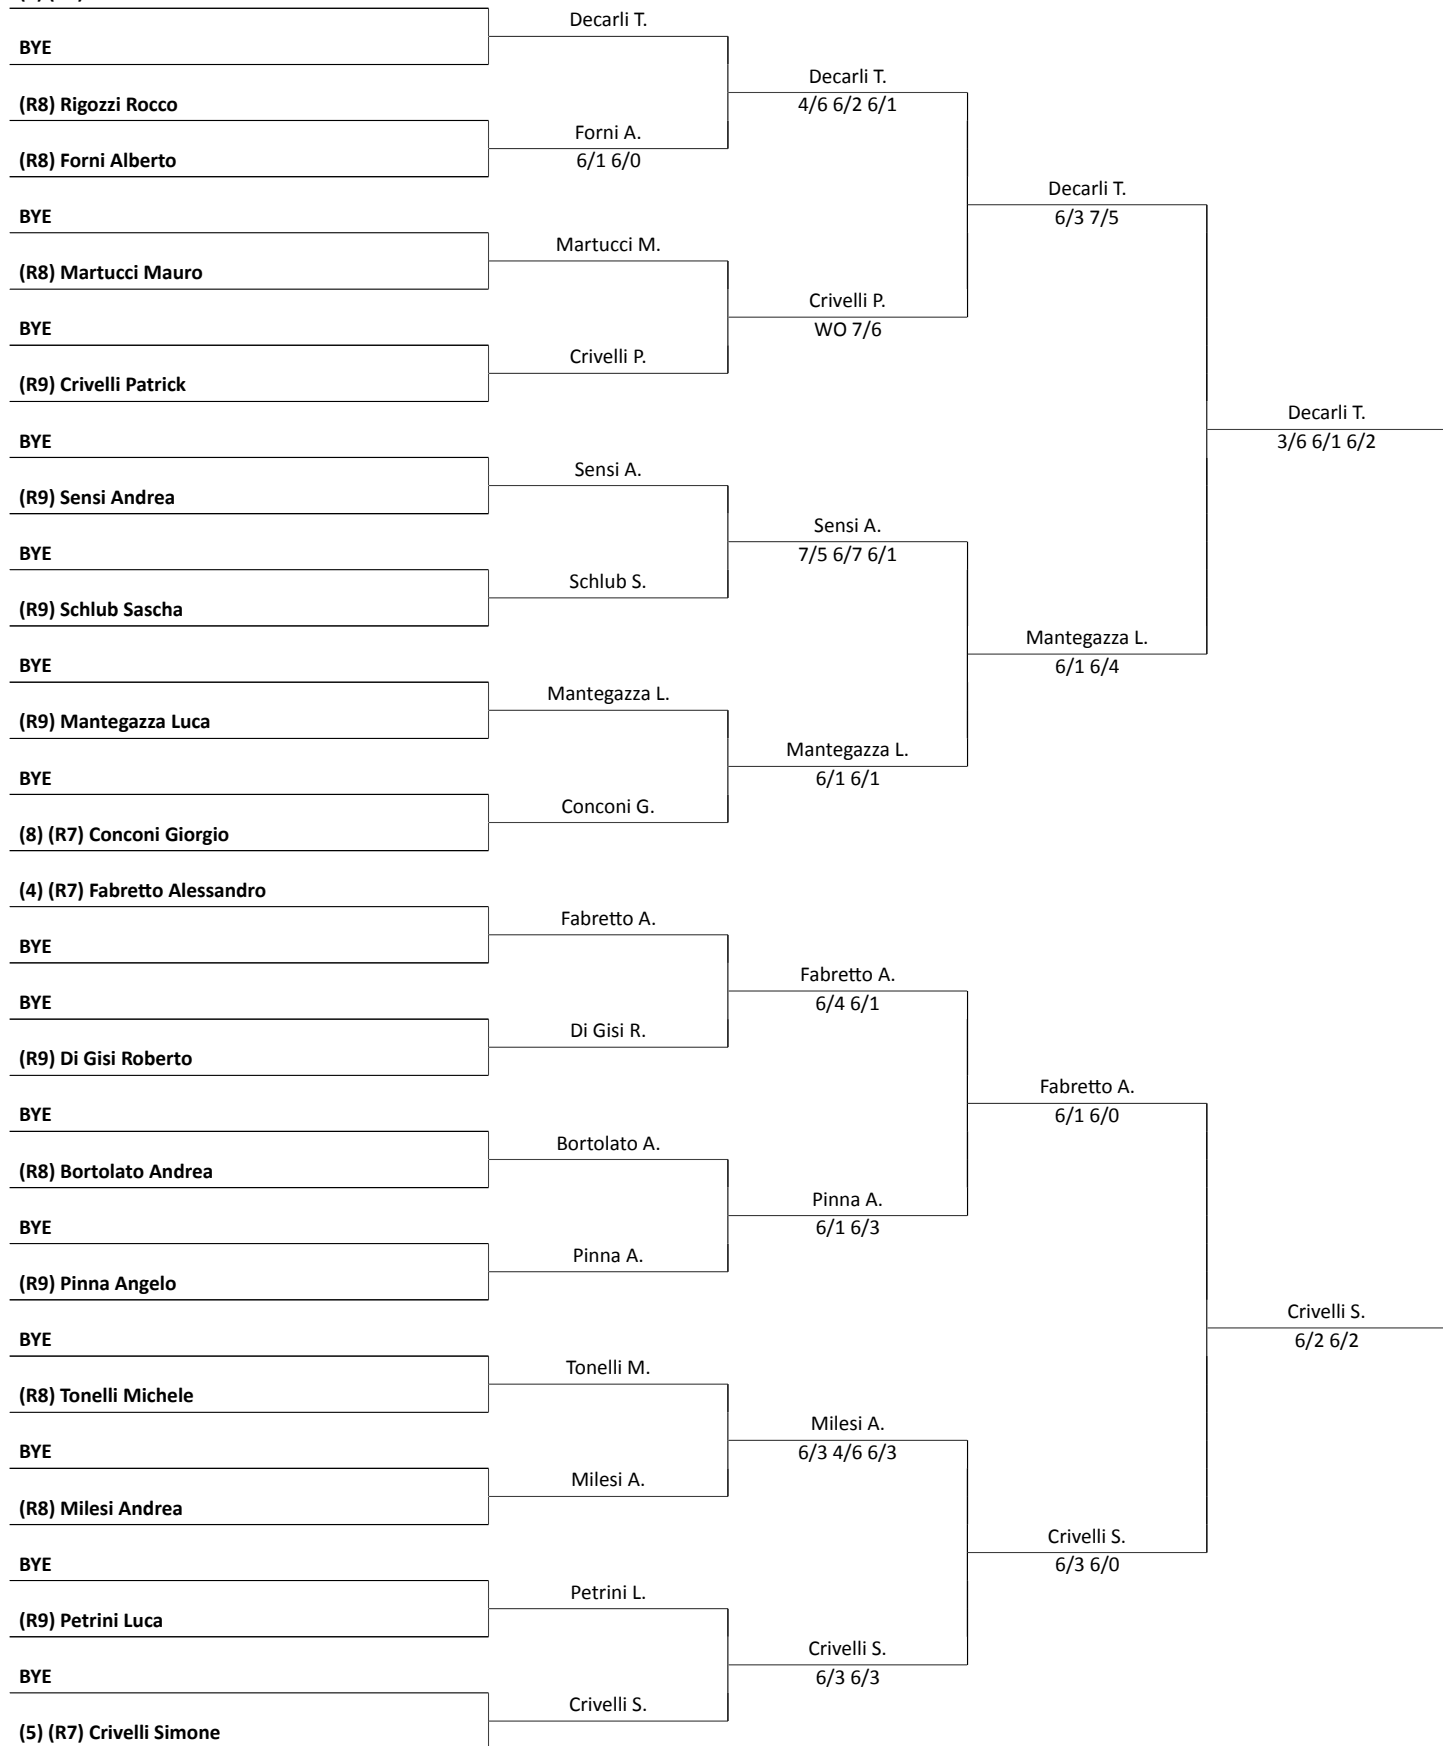 Decarli T.
BYE
Decarli T.
(R8) Rigozzi Rocco
4/6 6/2 6/1
Forni A.
(R8) Forni Alberto
6/1 6/0
Decarli T.
BYE
6/3 7/5
Martucci M.
(R8) Martucci Mauro
Crivelli P.
BYE
WO 7/6
Crivelli P.
(R9) Crivelli Patrick
Decarli T.
BYE
3/6 6/1 6/2
Sensi A.
(R9) Sensi Andrea
Sensi A.
BYE
7/5 6/7 6/1
Schlub S.
(R9) Schlub Sascha
Mantegazza L.
BYE
6/1 6/4
Mantegazza L.
(R9) Mantegazza Luca
Mantegazza L.
BYE
6/1 6/1
Conconi G.
(8) (R7) Conconi Giorgio
(4) (R7) Fabretto Alessandro
Fabretto A.
BYE
Fabretto A.
BYE
6/4 6/1
Di Gisi R.
(R9) Di Gisi Roberto
Fabretto A.
BYE
6/1 6/0
Bortolato A.
(R8) Bortolato Andrea
Pinna A.
BYE
6/1 6/3
Pinna A.
(R9) Pinna Angelo
Crivelli S.
BYE
6/2 6/2
Tonelli M.
(R8) Tonelli Michele
Milesi A.
BYE
6/3 4/6 6/3
Milesi A.
(R8) Milesi Andrea
Crivelli S.
BYE
6/3 6/0
Petrini L.
(R9) Petrini Luca
Crivelli S.
BYE
6/3 6/3
Crivelli S.
(5) (R7) Crivelli Simone